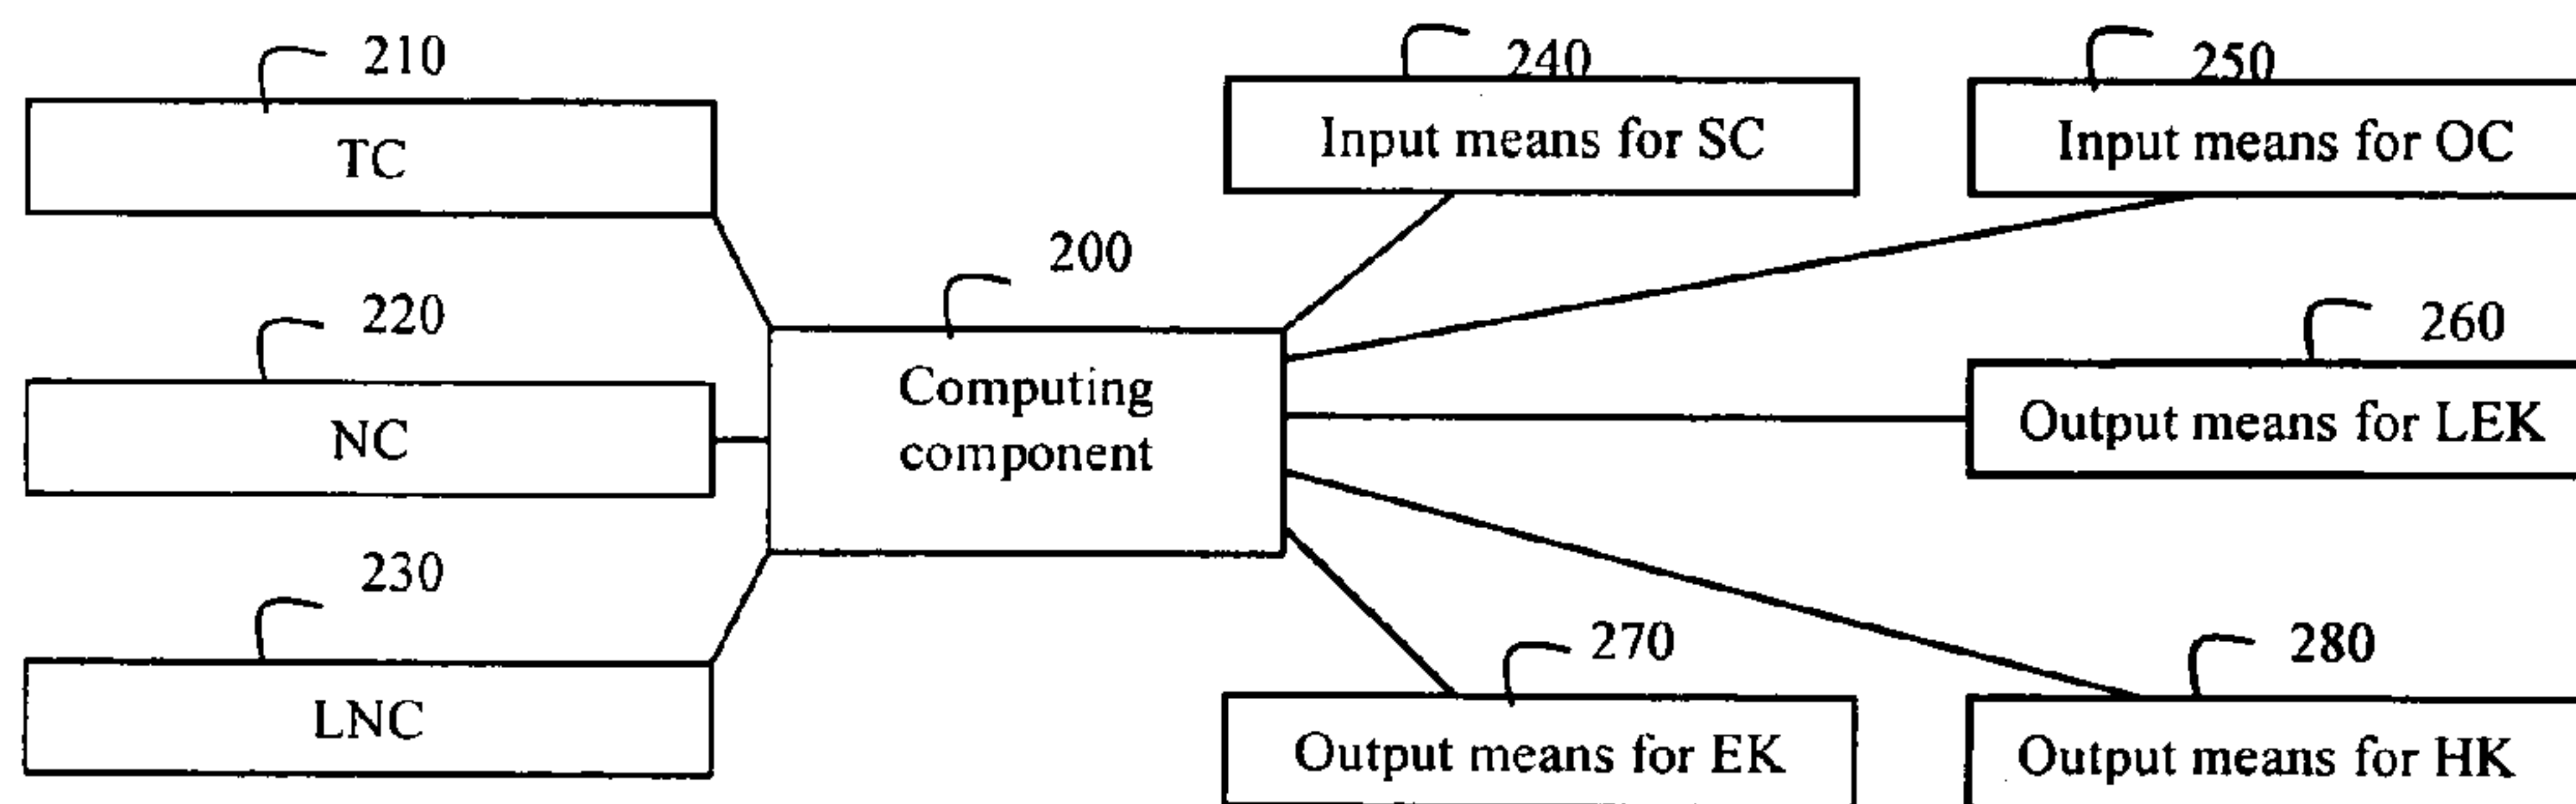 210
TC
220
NC
230
LNC
200
Computing
component
240
Input means for SC
250
Input means for OC
260
Output means for LEK
270
Output means for EK
280
Output means for HK